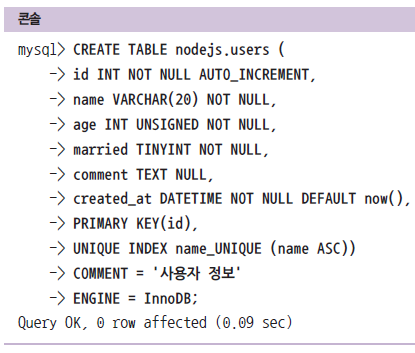 콘솔
mysql> CREATE TABLE nodejs.users (
    -> id INT NOT NULL AUTO_INCREMENT,
    -> name VARCHAR(20) NOT NULL,
    -> age INT UNSIGNED NOT NULL,
    -> married TINYINT NOT NULL,
    -> comment TEXT NULL,
    -> created_at DATETIME NOT NULL DEFAULT now(),
    -> PRIMARY KEY(id),
    -> UNIQUE INDEX name_UNIQUE (name ASC))
    -> COMMENT = '사용자 정보'
    -> ENGINE = InnoDB;
Query OK, 0 row affected (0.09 sec)